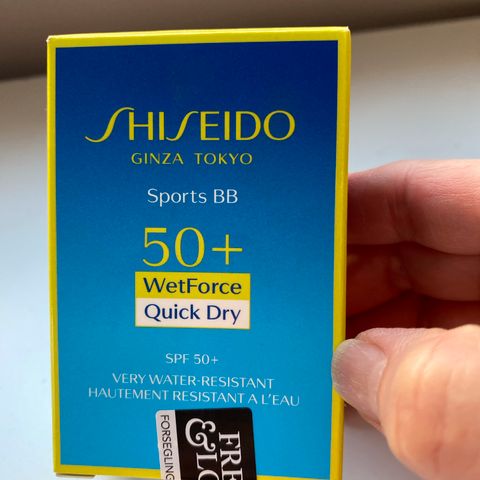 SHISEIDO
GINZA TOKYO
Sports BB
50+
WetForce
Quick Dry
SPF 50+
VERY WATER-RESISTANT
HAUTEMENT RESISTANT A L'EAU
FORSEGLING